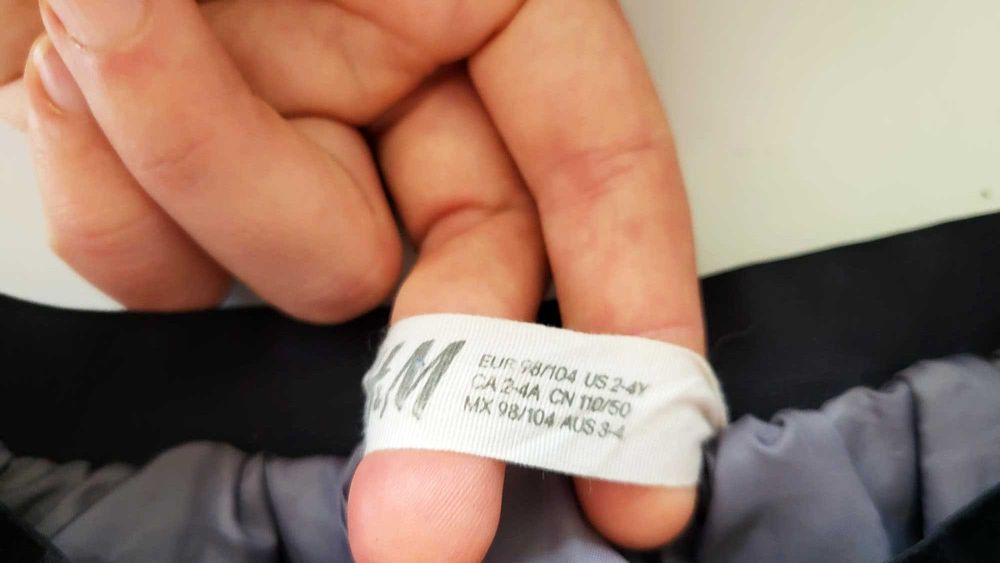 H&M
EUR 98/104 US 2-4Y
CA 2-4A CN 110/50
MX 98/104 AUS 3-4